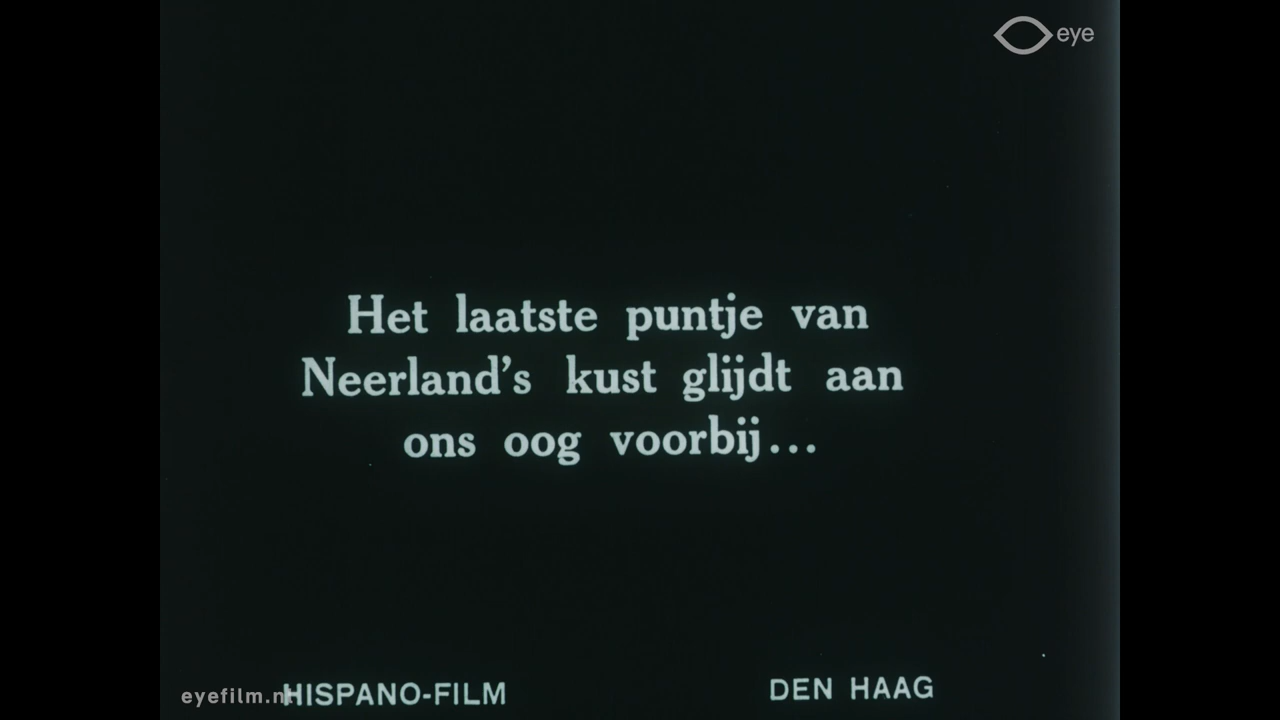 eye
Het laatste puntje van
Neerland's kust glijdt aan
ons oog voorbij...
eyefilm.nl
HISPANO-FILM
DEN HAAG